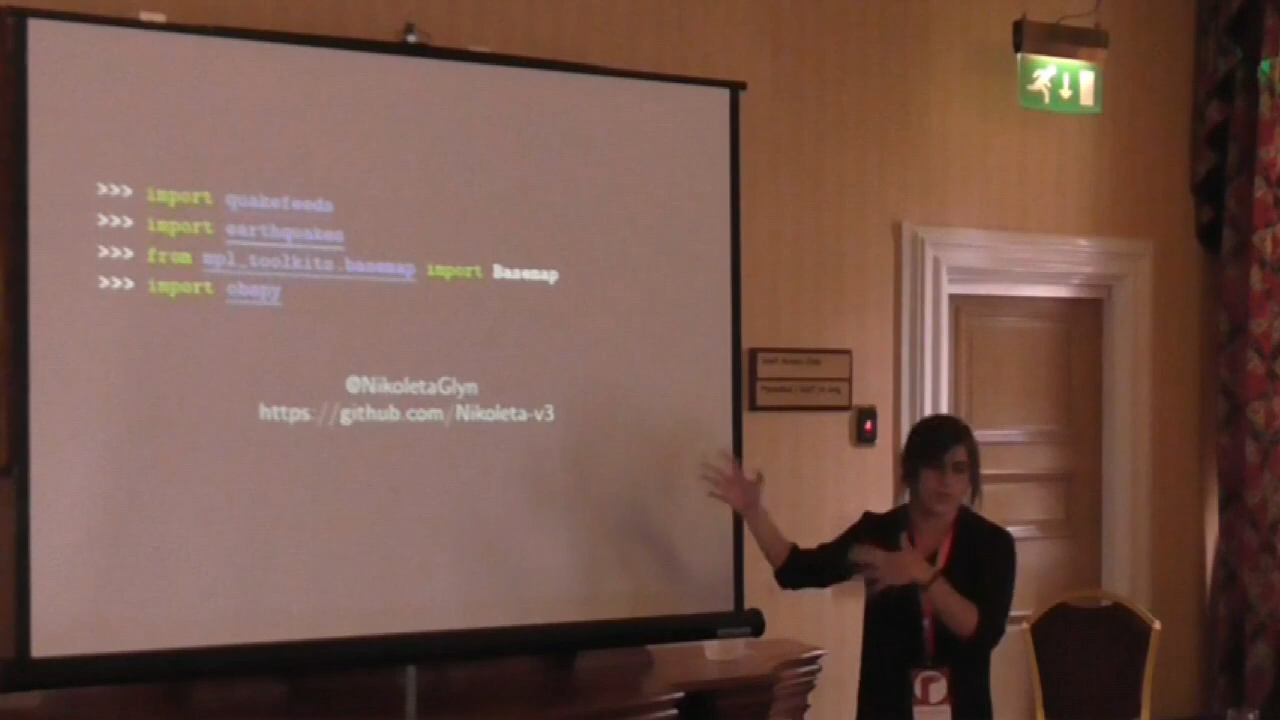 >>> import quakefeeds
>>> import earthquakes
>>> from mpl_toolkits.basemap import Basemap
>>> import obspy
@NikoletaGlyn
https://github.com/Nikoleta-v3